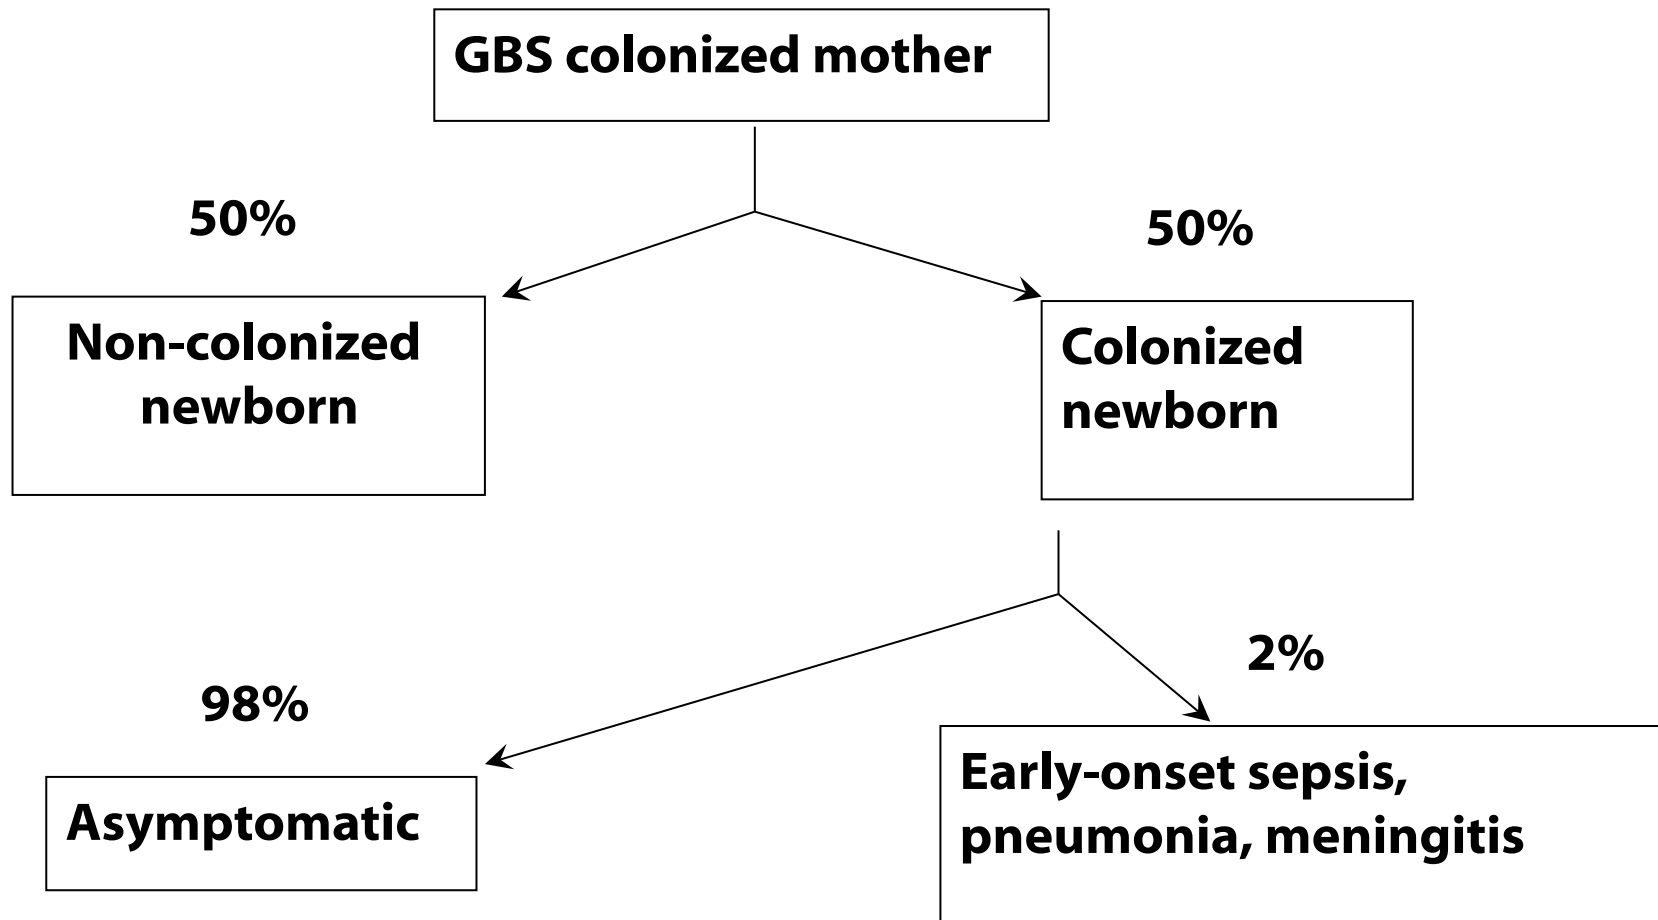 GBS colonized mother
50%
50%
Non-colonized
newborn
Colonized
newborn
2%
98%
Early-onset sepsis,
pneumonia, meningitis
Asymptomatic